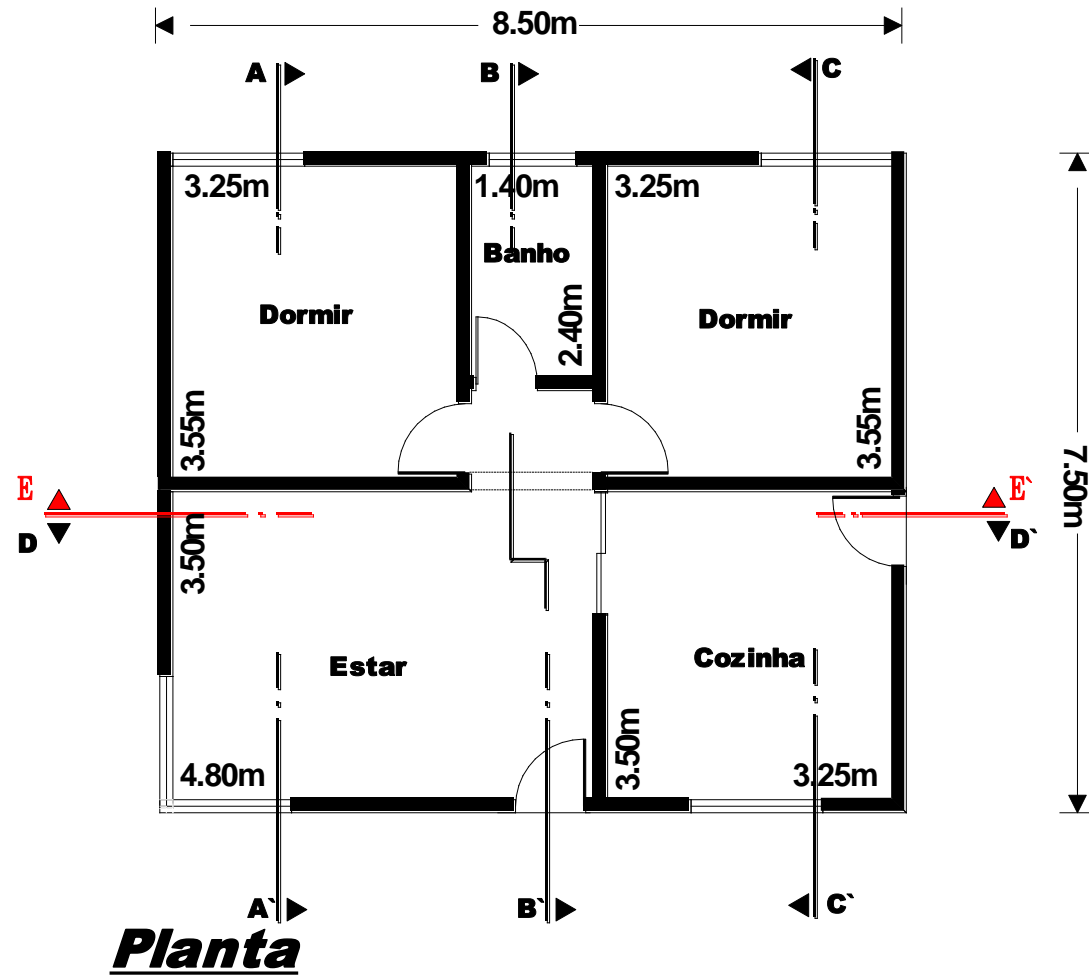 8.50m
A B C
3.25m 1.40m 3.25m
Banho
Dormir 2.40m Dormir
3.55m 3.55m
7.50m
E E`
D D`
3.50m
Estar Cozinha
3.50m
4.80m 3.25m
A` B` C`
Planta